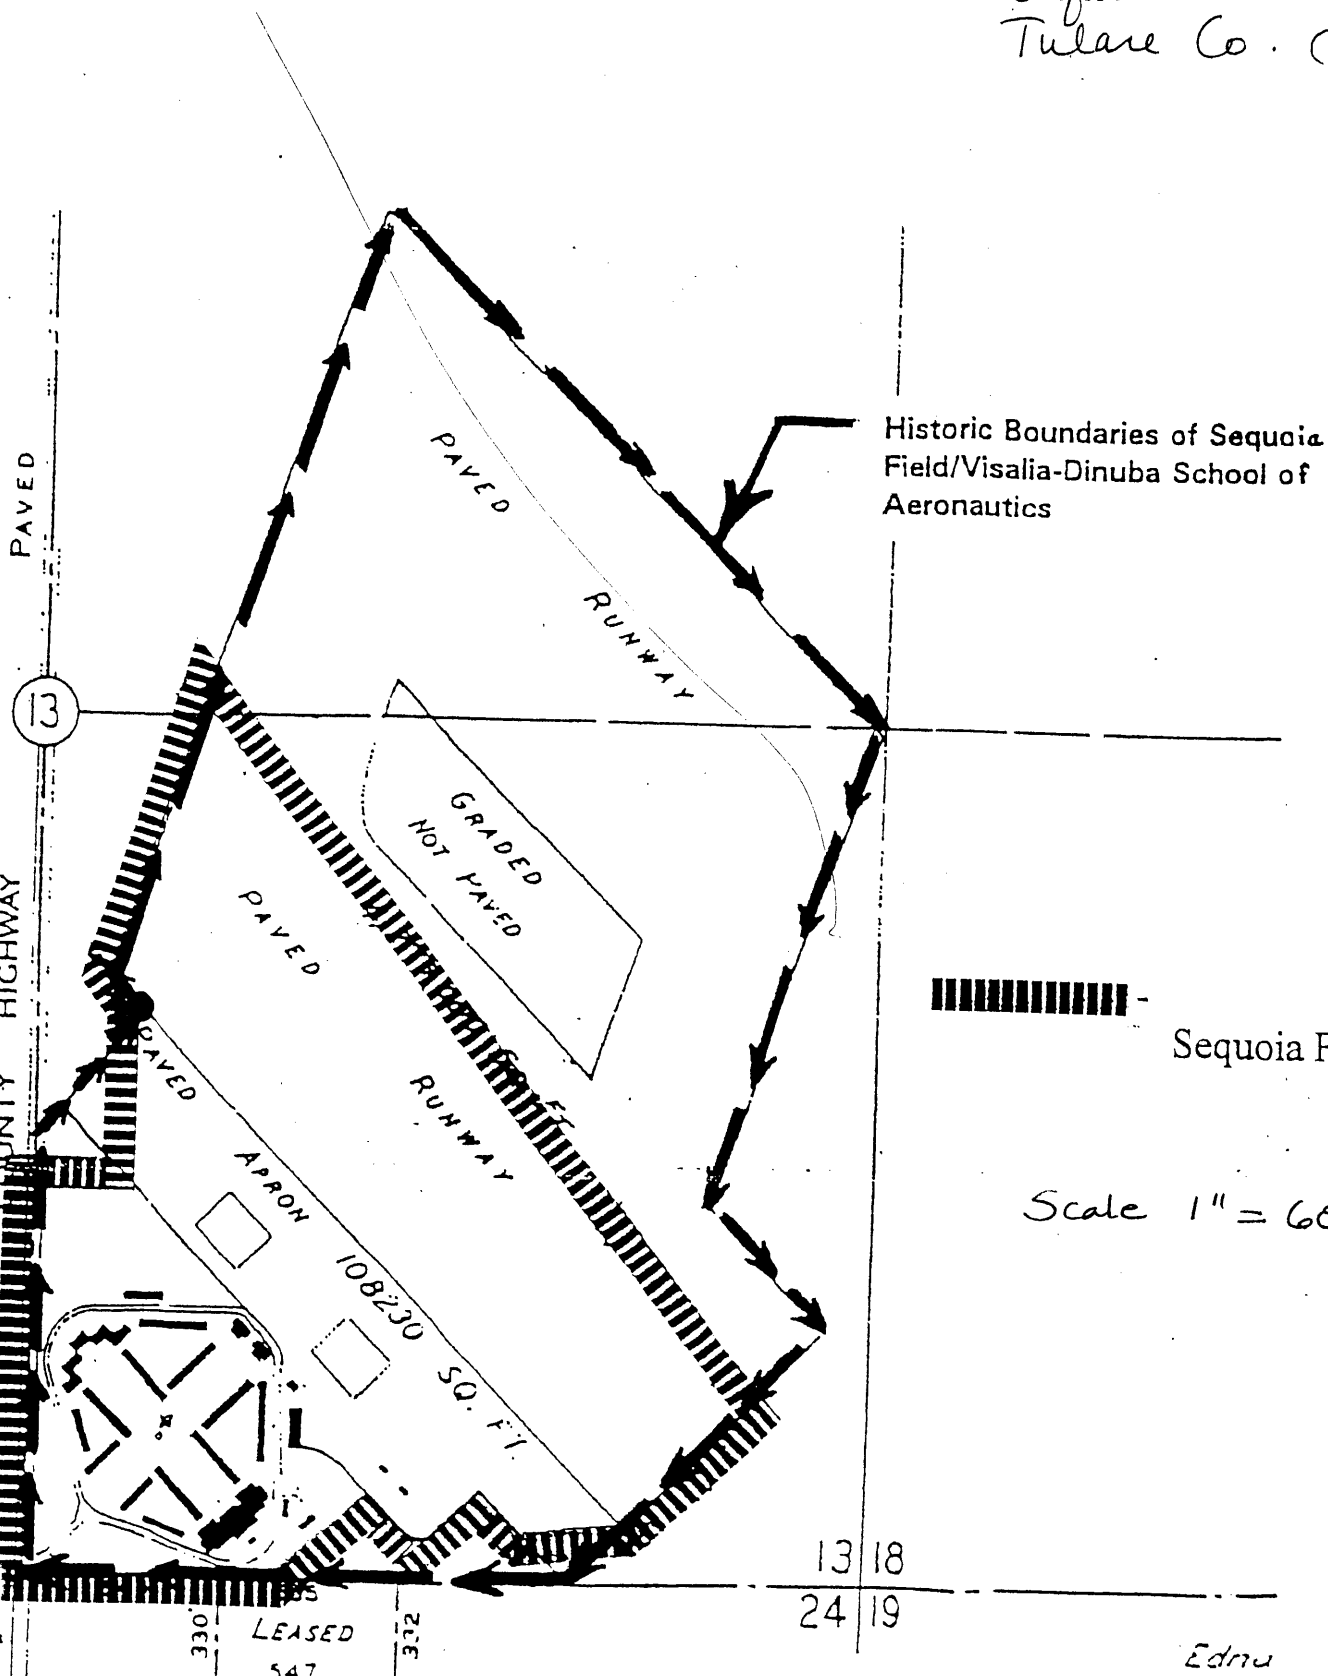 Tulare Co. (
PAVED
Historic Boundaries of Sequoia
Field/Visalia-Dinuba School of
Aeronautics
PAVED
RUNWAY
13
GRADED
NOT PAVED
PAVED
RUNWAY
HIGHWAY
Sequoia
FT
PAVED
APRON 108230 SQ. FT.
Scale 1" =
13 18
24 19
330'
LEASED
547
332